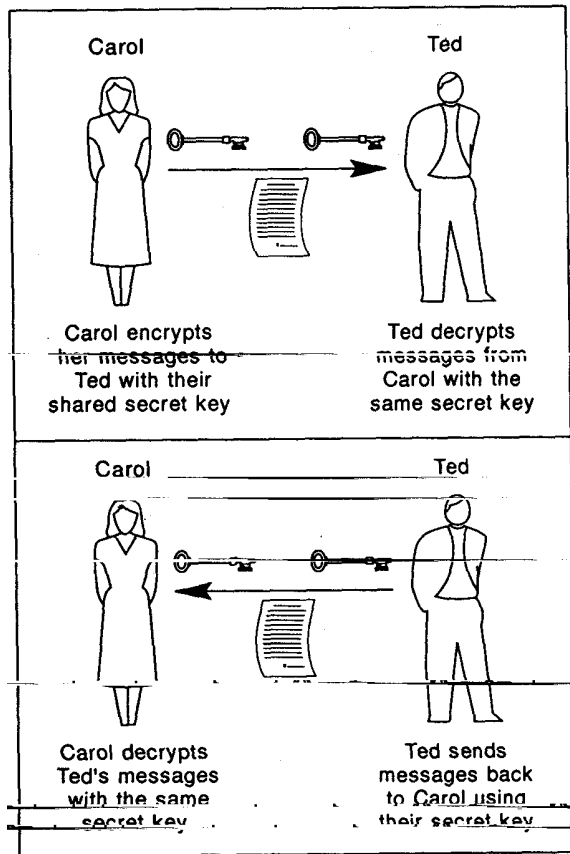 Carol
Ted
Carol encrypts
her messages to
Ted with their
shared secret key
Ted decrypts
messages from
Carol with the
same secret key
Carol
Ted
Carol decrypts
Ted's messages
with the same
secret key
Ted sends
messages back
to Carol using
their secret key